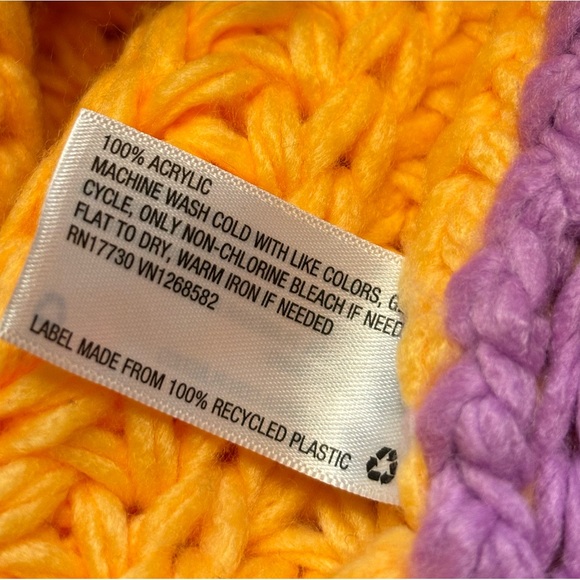 100% ACRYLIC
MACHINE WASH COLD WITH LIKE COLORS,
CYCLE, ONLY NON-CHLORINE BLEACH IF
FLAT TO DRY, WARM IRON IF NEEDED
RN17730 VN1268582
LABEL MADE FROM 100% RECYCLED PLASTIC